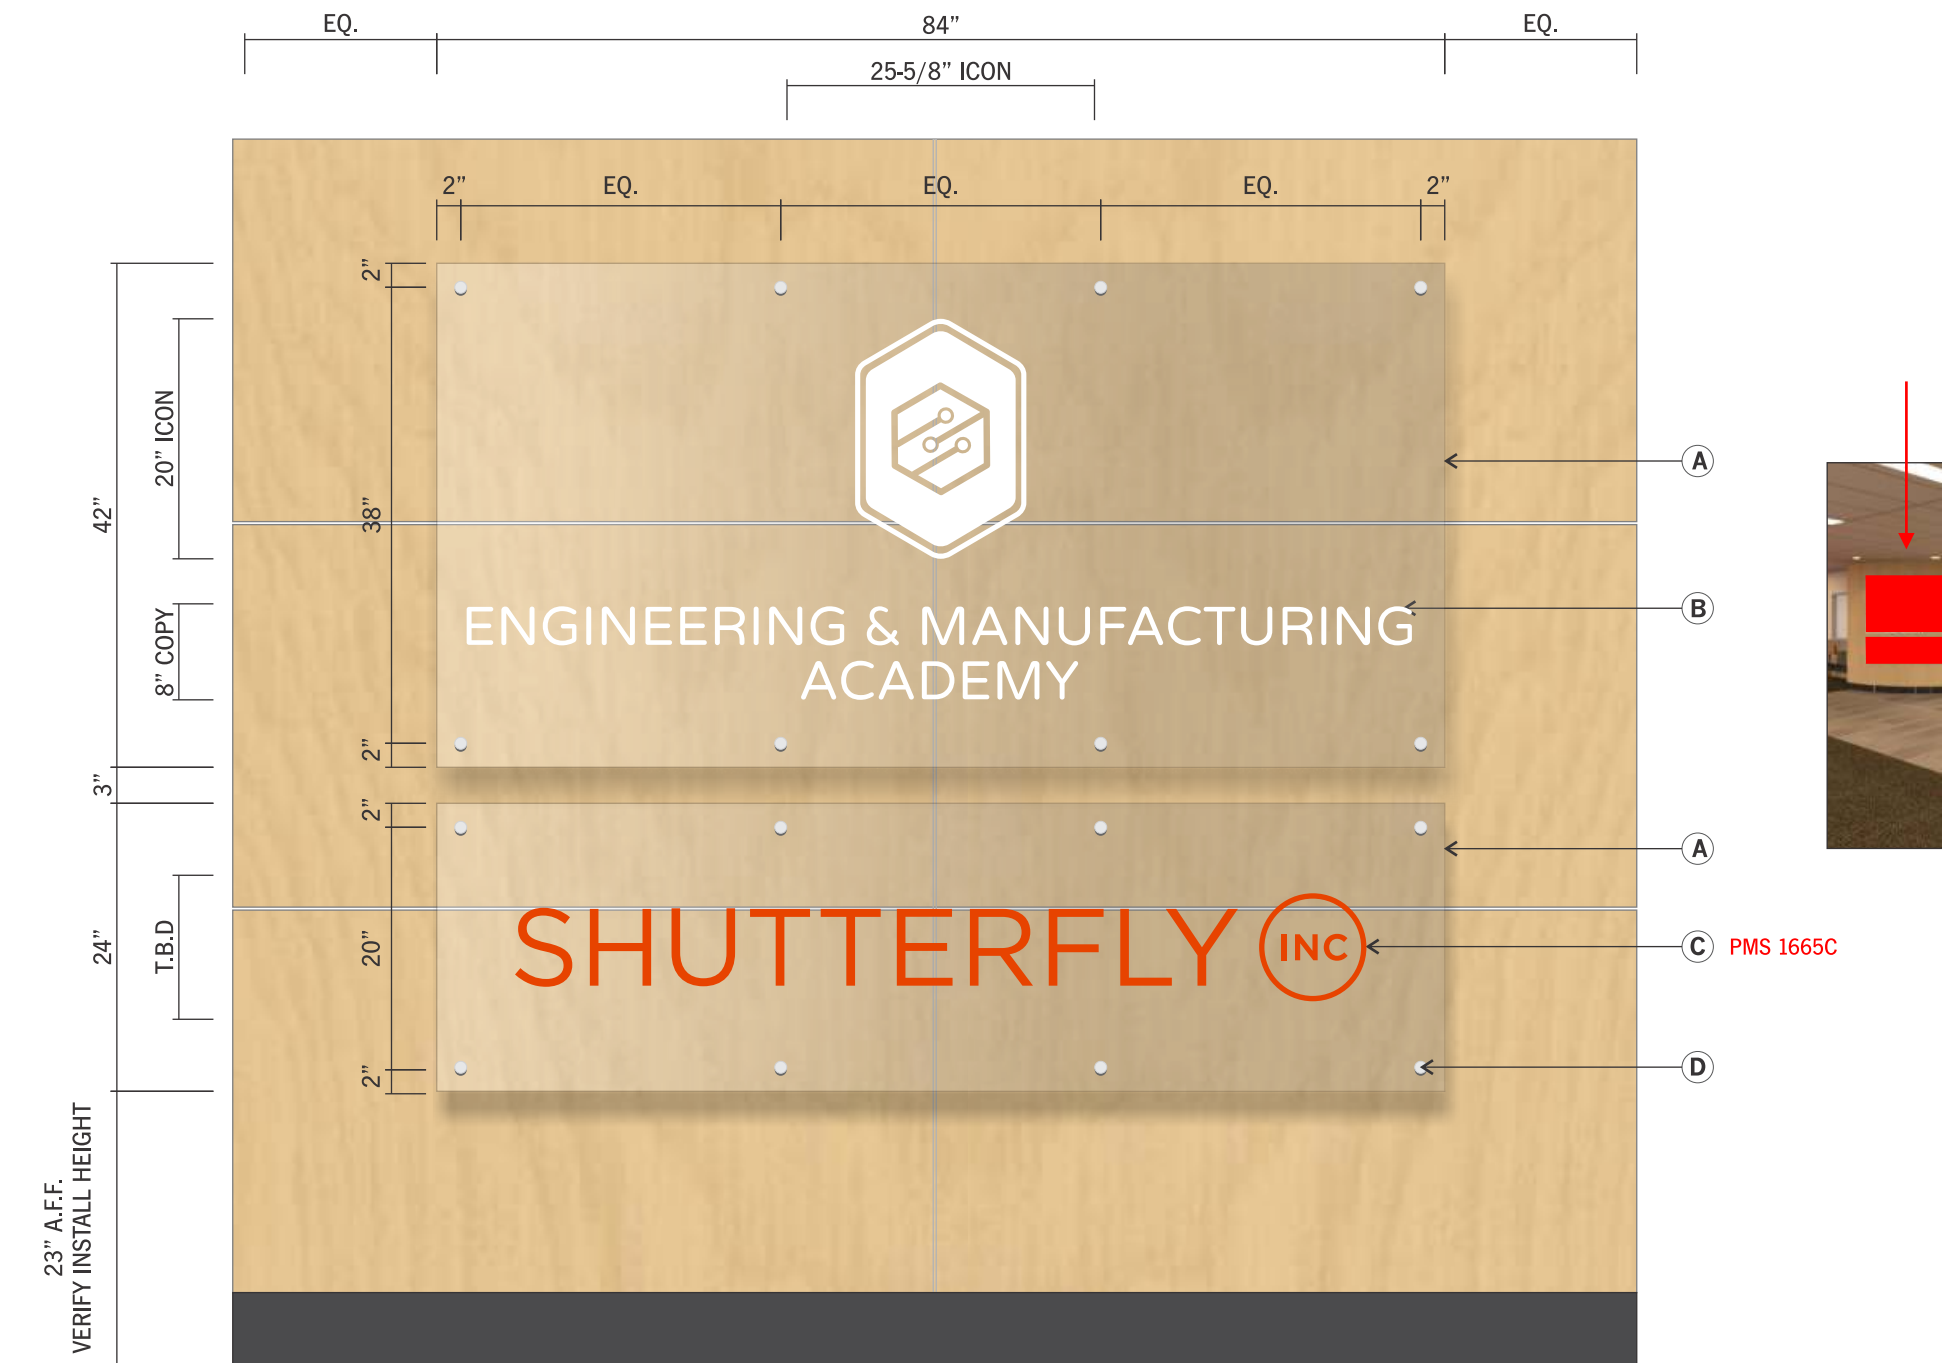 EQ.
84”
EQ.
25-5/8” ICON
2”
EQ.
EQ.
EQ.
2”
2”
20” ICON
42”
38”
A
8” COPY
B
ENGINEERING & MANUFACTURING
ACADEMY
2”
3”
2”
A
T.B.D
24”
20”
SHUTTERFLY INC
C PMS 1665C
2”
D
23” A.F.F.
VERIFY INSTALL HEIGHT